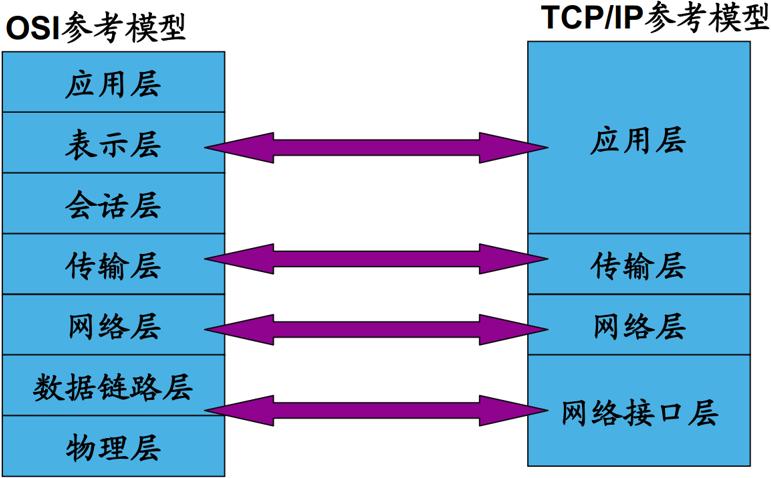 OSI参考模型
应用层
表示层
会话层
传输层
网络层
数据链路层
物理层
TCP/IP参考模型
应用层
传输层
网络层
网络接口层